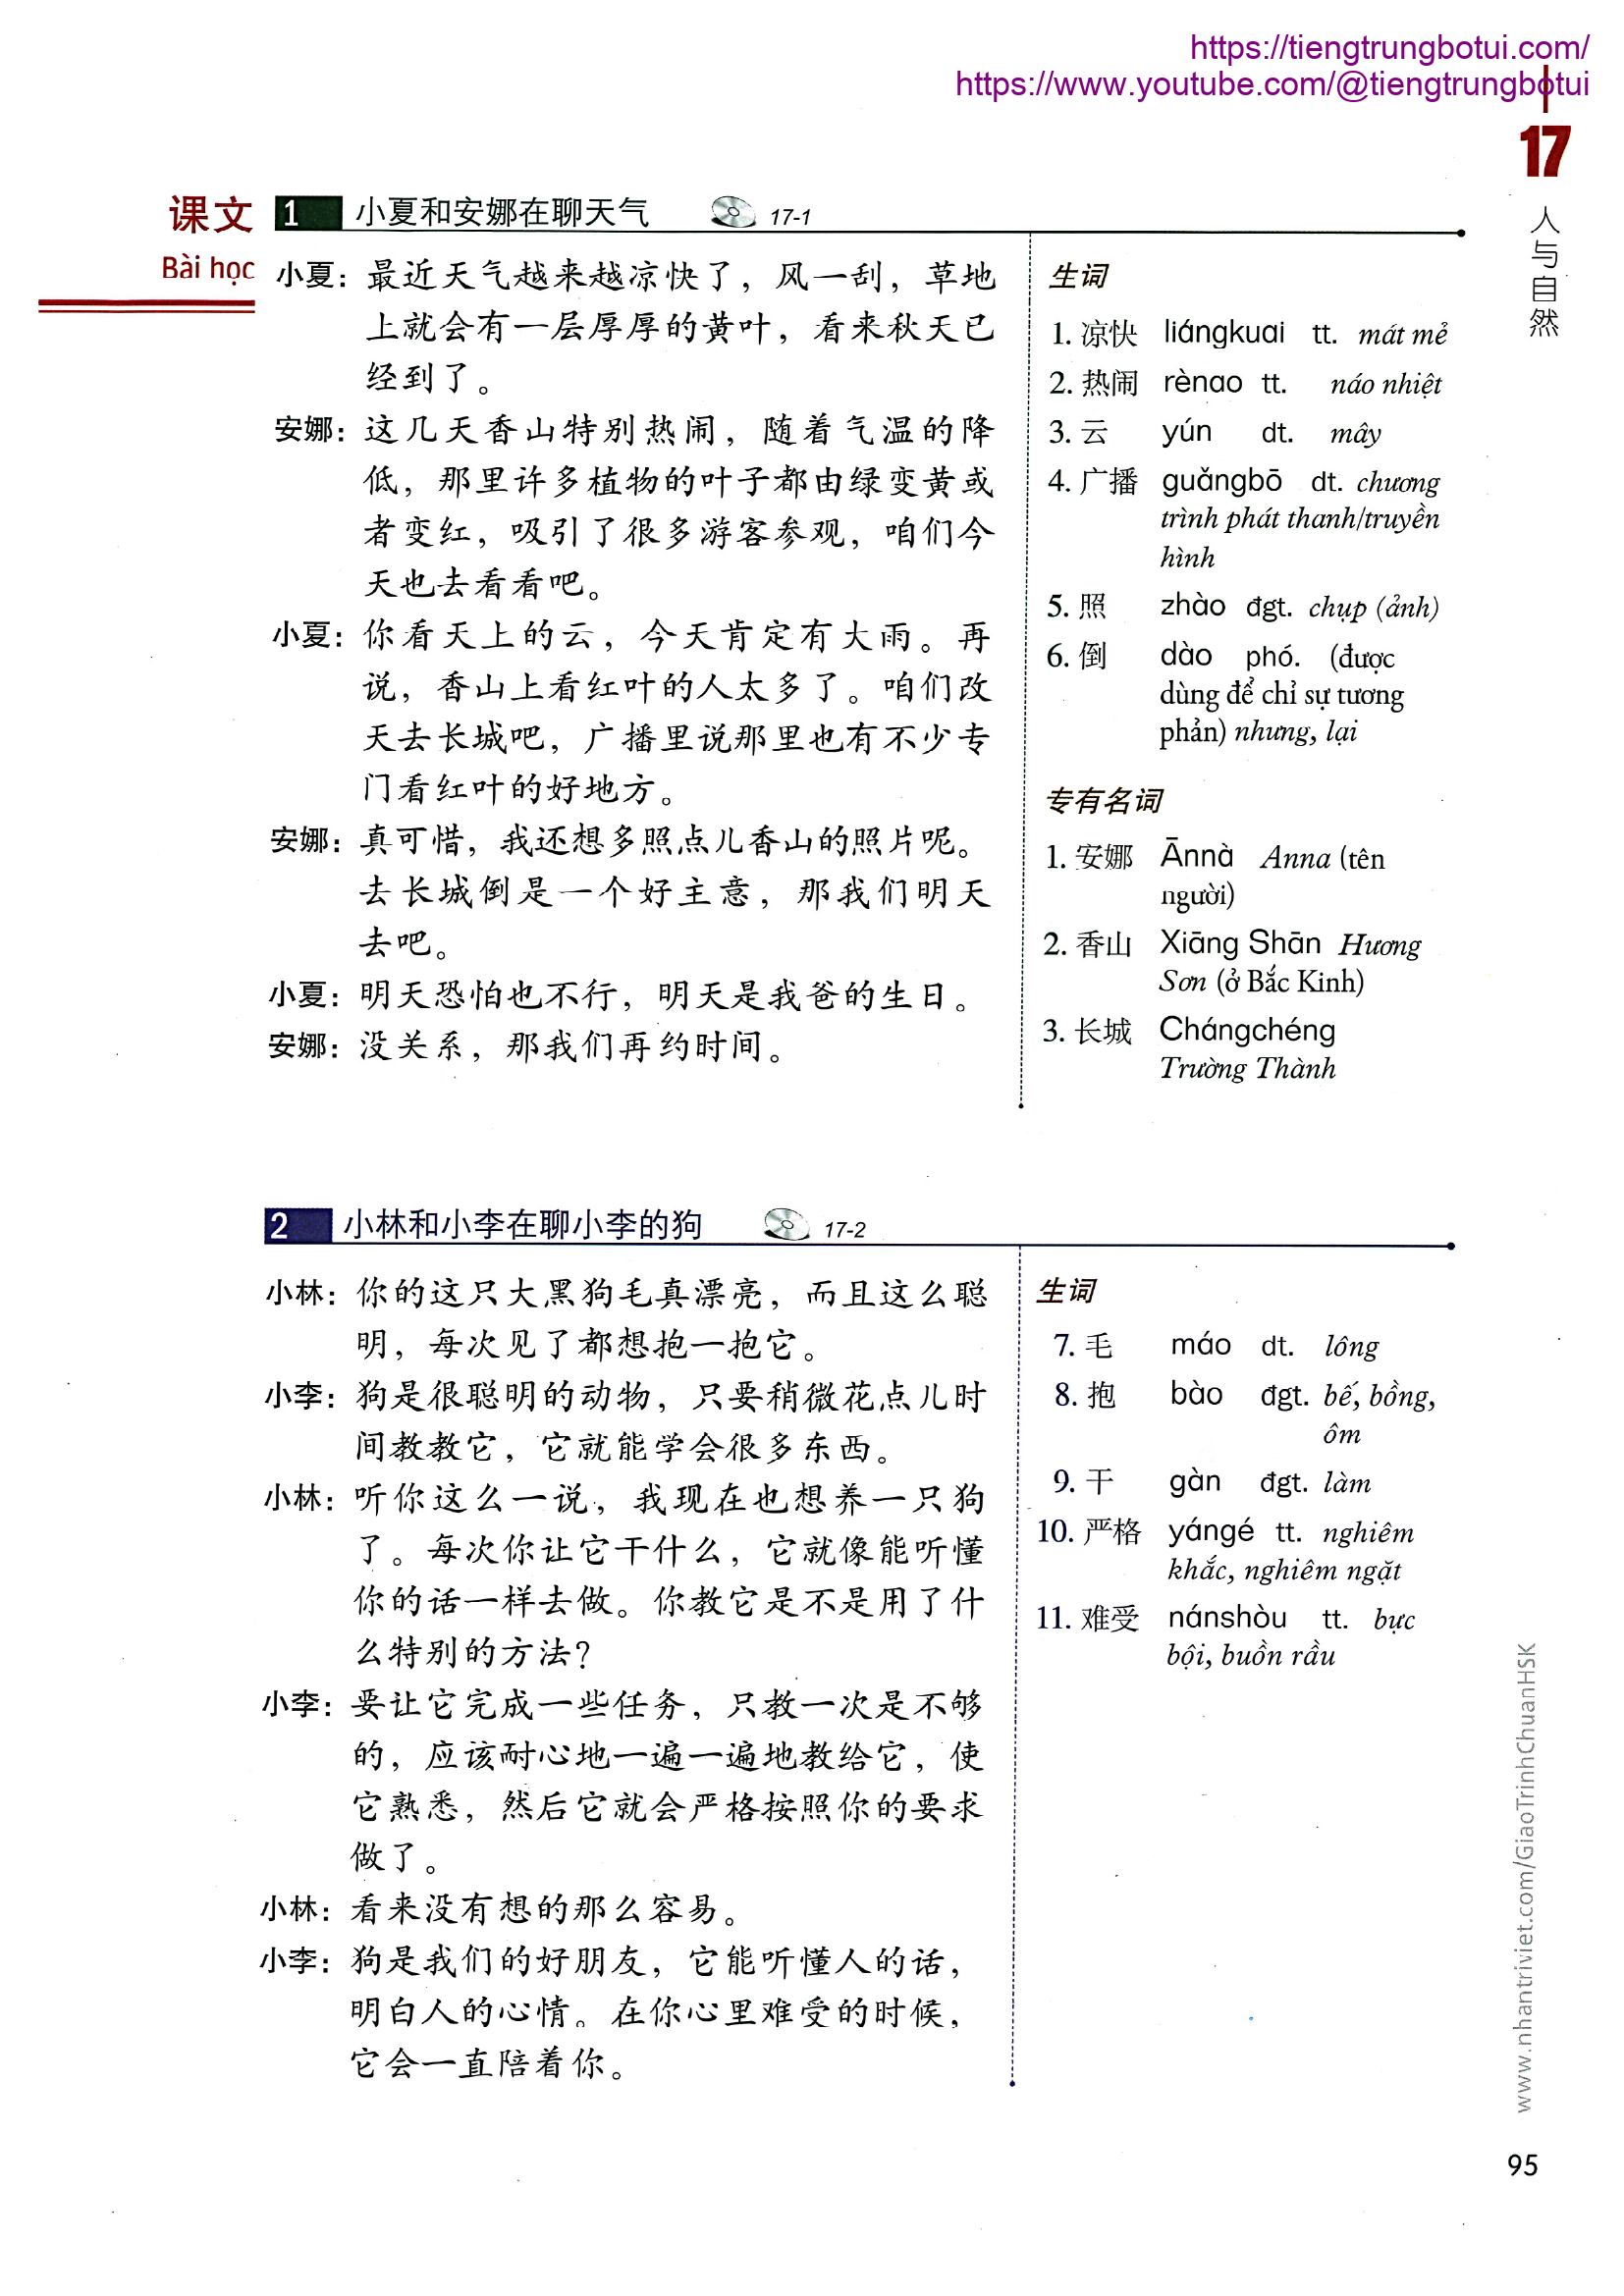 https://tiengtrungbotui.com/
https://www.youtube.com/@tiengtrungbotui
17
人与自然
课文
Bài học
1 小夏和安娜在聊天气 17-1
小夏：最近天气越来越凉快了，风一刮，草地
上就会有一层厚厚的黄叶，看来秋天已
经到了。
安娜：这几天香山特别热闹，随着气温的降
低，那里许多植物的叶子都由绿变黄或
者变红，吸引了很多游客参观，咱们今
天也去看看吧。
小夏：你看天上的云，今天肯定有大雨。再
说，香山上看红叶的人太多了。咱们改
天去长城吧，广播里说那里也有不少专
门看红叶的好地方。
安娜：真可惜，我还想多照点儿香山的照片呢。
去长城倒是一个好主意，那我们明天
去吧。
小夏：明天恐怕也不行，明天是我爸的生日。
安娜：没关系，那我们再约时间。
生词
1. 凉快 liángkuai tt. mát mẻ
2. 热闹 rènao tt. náo nhiệt
3. 云 yún dt. mây
4. 广播 guǎngbō dt. chương
trình phát thanh/truyền
hình
5. 照 zhào đgt. chụp (ảnh)
6. 倒 dào phó. (được
dùng để chỉ sự tương
phản) nhưng, lại
专有名词
1. 安娜 Ānnà Anna (tên
người)
2. 香山 Xiāng Shān Hương
Sơn (ở Bắc Kinh)
3. 长城 Chángchéng
Trường Thành
2 小林和小李在聊小李的狗 17-2
小林：你的这只大黑狗毛真漂亮，而且这么聪
明，每次见了都想抱一抱它。
小李：狗是很聪明的动物，只要稍微花点儿时
间教教它，它就能学会很多东西。
小林：听你这么一说，我现在也想养一只狗
了。每次你让它干什么，它就像能听懂
你的话一样去做。你教它是不是用了什
么特别的方法？
小李：要让它完成一些任务，只教一次是不够
的，应该耐心地一遍一遍地教给它，使
它熟悉，然后它就会严格按照你的要求
做了。
小林：看来没有想的那么容易。
小李：狗是我们的好朋友，它能听懂人的话，
明白人的心情。在你心里难受的时候，
它会一直陪着你。
生词
7. 毛 máo dt. lông
8. 抱 bào đgt. bế, bồng,
ôm
9. 干 gàn đgt. làm
10. 严格 yángé tt. nghiêm
khắc, nghiêm ngặt
11. 难受 nánshòu tt. bực
bội, buồn rầu
www.nhantriviet.com/GiaoTrinhChuanHSK
95